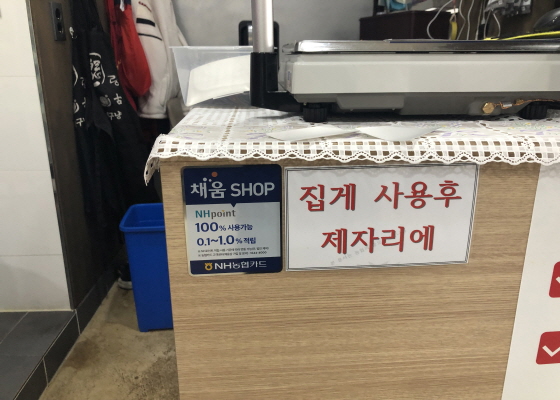 채움 SHOP
NHpoint
100% 사용가능
0.1~1.0% 적립
NH농협카드
집게 사용후
제자리에